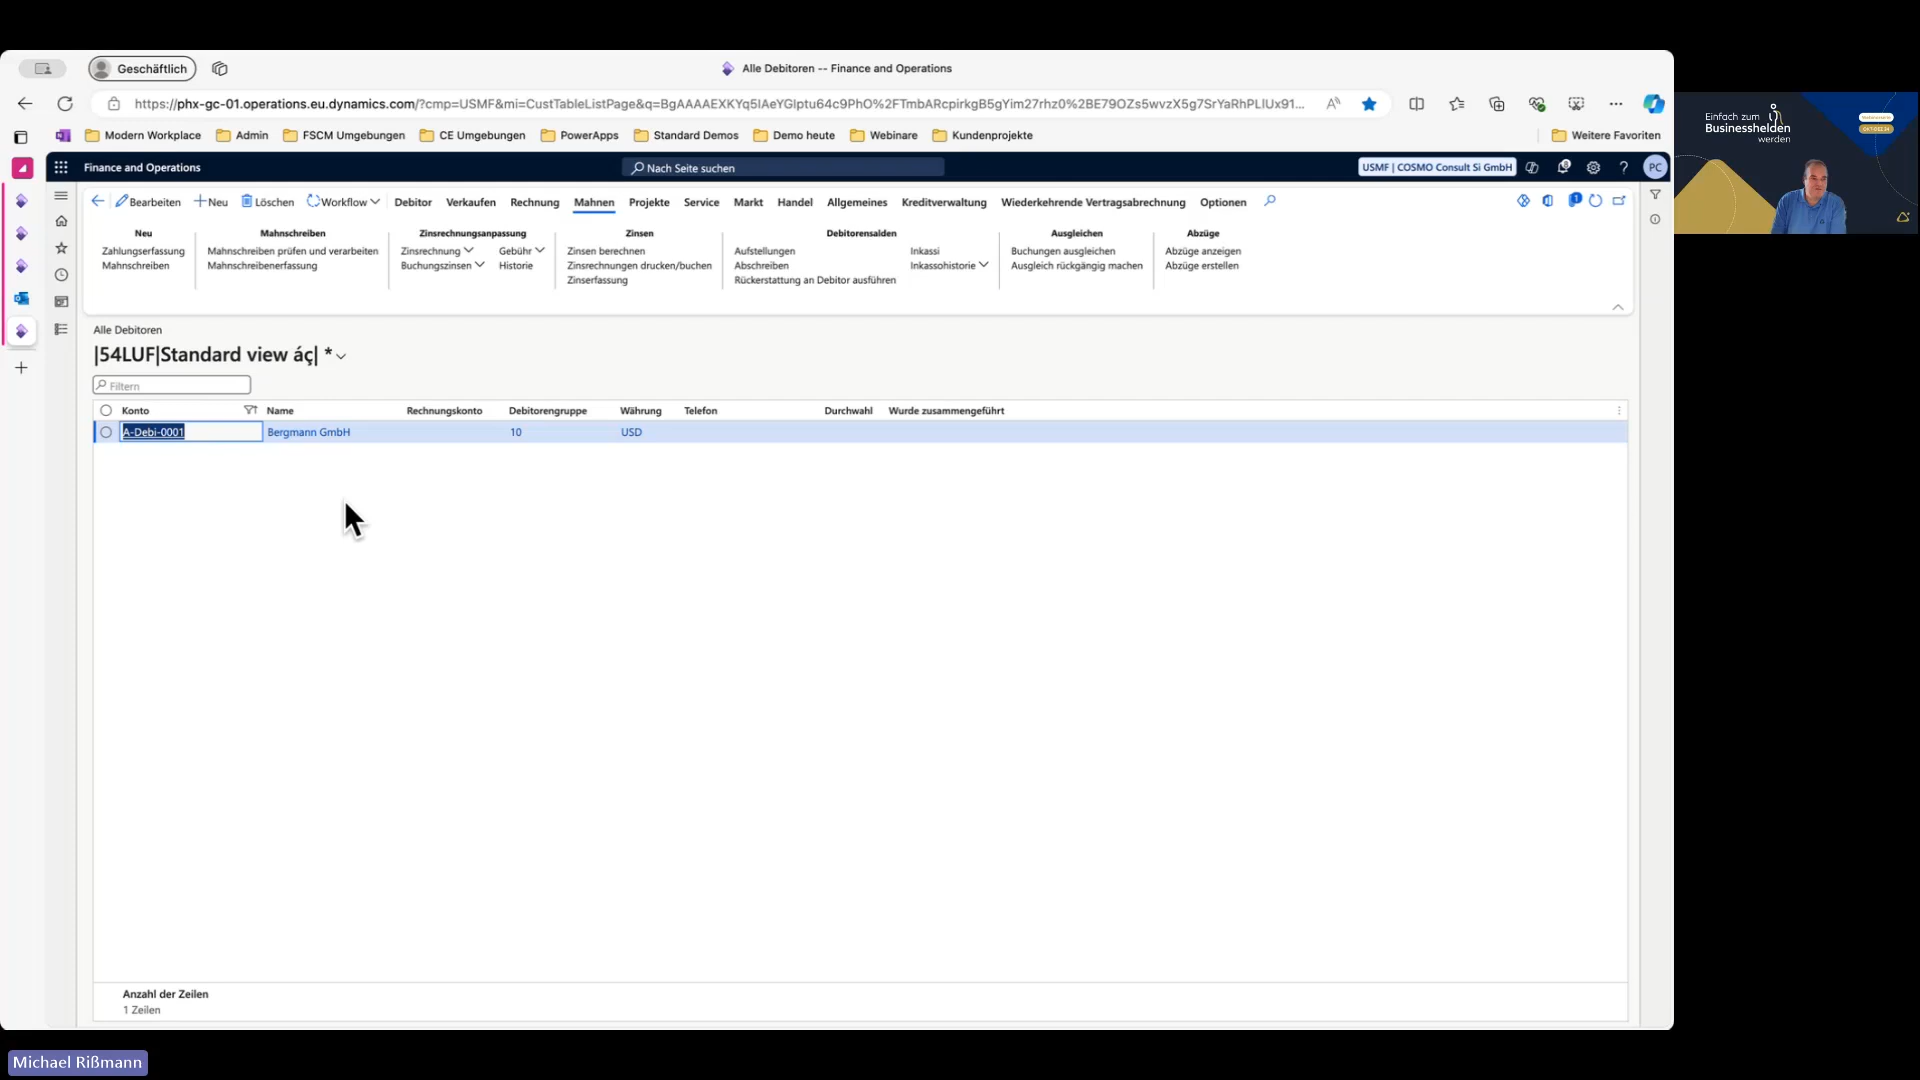 Geschäftlich
Alle Debitoren -- Finance and Operations
https://phx-gc-01.operations.eu.dynamics.com/?cmp=USMF&mi=CustTableListPage&q=BgAAAAEXKYq5IAeYGlptu64c9PhO%2FTmbARcpirkgB5gYim27rhz0%2BE79OZs5wvzX5g7SrYaRhPLlUx91...
Modern Workplace
Admin
FSCM Umgebungen
CE Umgebungen
PowerApps
Standard Demos
Demo heute
Webinare
Kundenprojekte
Weitere Favoriten
Finance and Operations
Nach Seite suchen
USMF | COSMO Consult Si GmbH
?
PC
Bearbeiten
Neu
Löschen
Workflow
Debitor
Verkaufen
Rechnung
Mahnen
Projekte
Service
Markt
Handel
Allgemeines
Kreditverwaltung
Wiederkehrende Vertragsabrechnung
Optionen
1
Neu
Mahnschreiben
Zinsrechnungsanpassung
Zinsen
Debitorensalden
Ausgleichen
Abzüge
Zahlungserfassung
Mahnschreiben prüfen und verarbeiten
Zinsrechnung
Gebühr
Zinsen berechnen
Aufstellungen
Inkassi
Buchungen ausgleichen
Abzüge anzeigen
Mahnschreiben
Mahnschreibenerfassung
Buchungszinsen
Historie
Zinsrechnungen drucken/buchen
Abschreiben
Inkassohistorie
Ausgleich rückgängig machen
Abzüge erstellen
Zinserfassung
Rückerstattung an Debitor ausführen
Alle Debitoren
|54LUF|Standard view áç| *
Filtern
Konto
Name
Rechnungskonto
Debitorengruppe
Währung
Telefon
Durchwahl
Wurde zusammengeführt
A-Debi-0001
Bergmann GmbH
10
USD
Anzahl der Zeilen
1 Zeilen
Einfach zum
Businesshelden
werden
Michael Rißmann